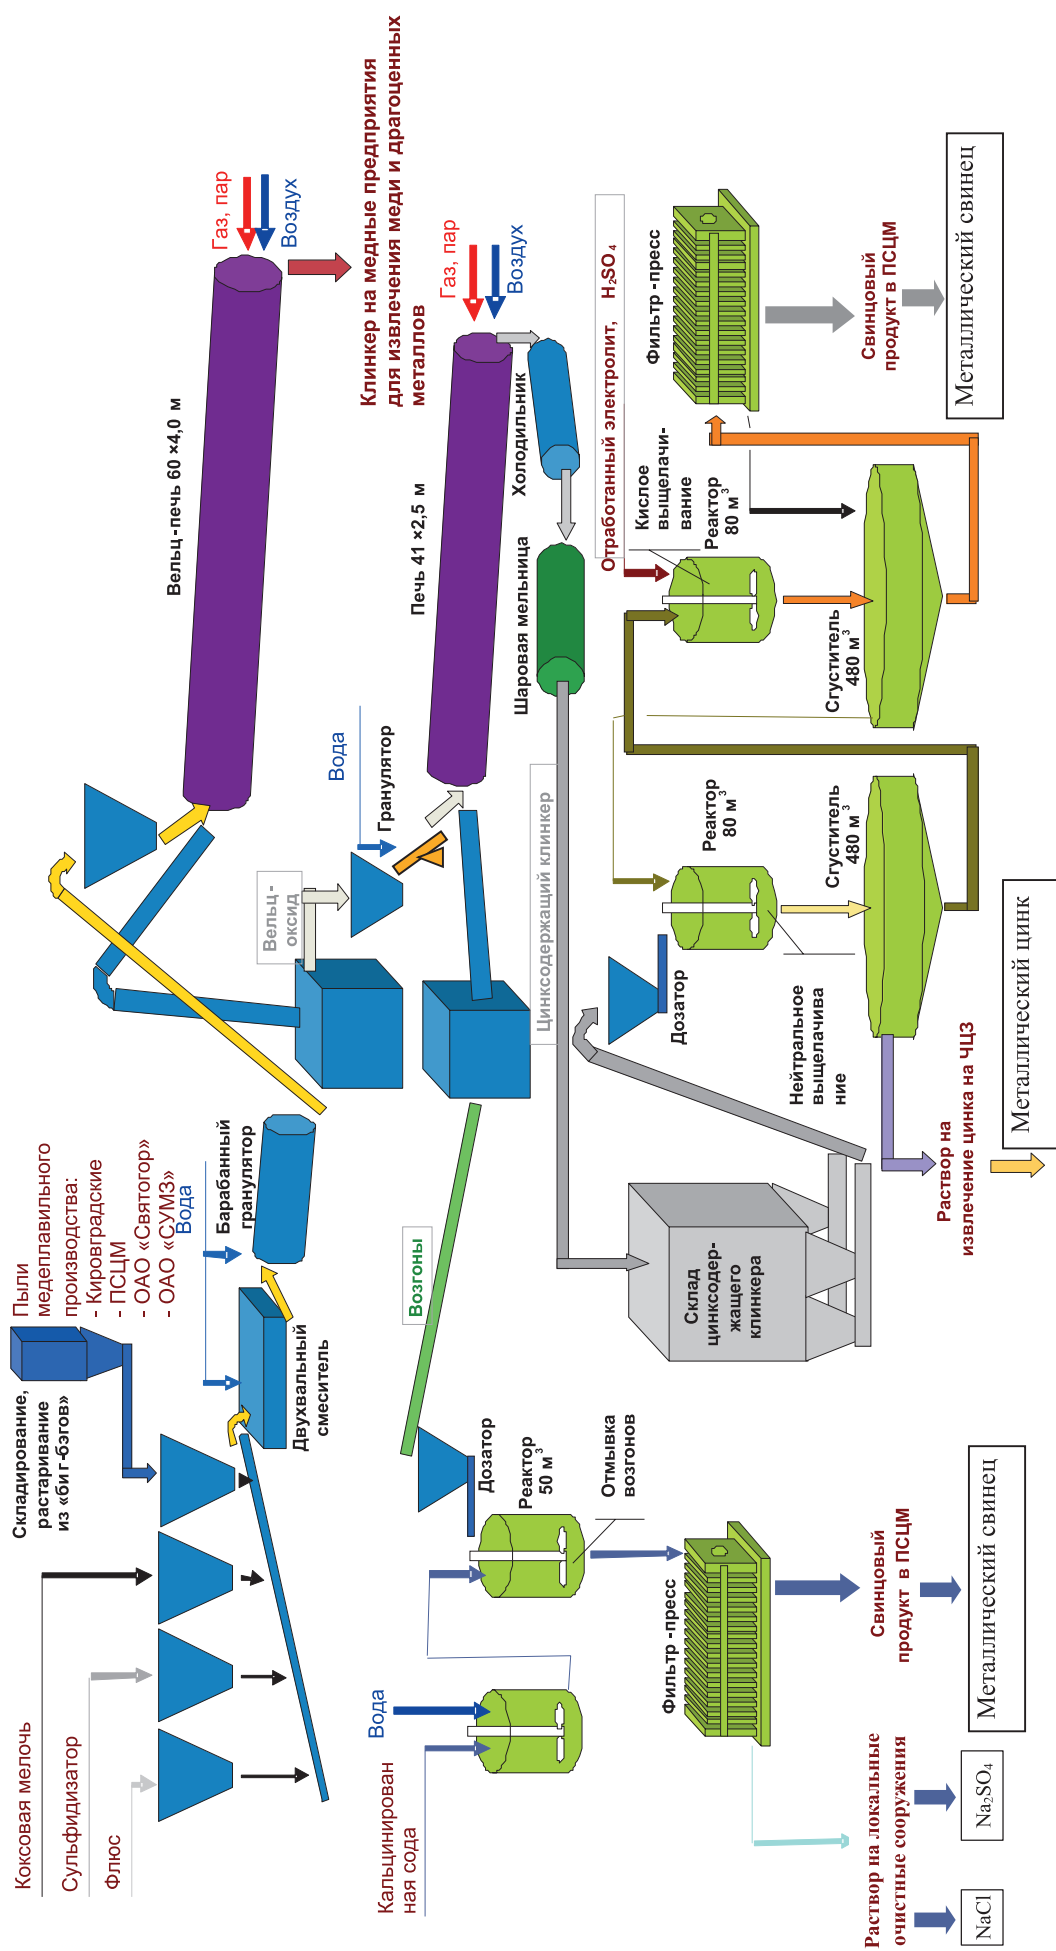 Коксовая мелочь
Сульфидизатор
Флюс
Складирование,
растаривание
из «биг-бэгов»
Пыли
медеплавильного
производства:
- Кировградские
- ПСЦМ
- ОАО «Святогор»
- ОАО «СУМЗ»
Вода
Двухвальный
смеситель
Барабанный
гранулятор
Вельц-печь 60 ×4,0 м
Газ, пар
Воздух
Клинкер на медные предприятия
для извлечения меди и драгоценных
металлов
Вельц-
оксид
Вода
Гранулятор
Печь 41 ×2,5 м
Газ, пар
Воздух
Холодильник
Шаровая мельница
Цинксодержащий клинкер
Возгоны
Кальцинирован
ная сода
Вода
Дозатор
Реактор
50 м³
Отмывка
возгонов
Фильтр -пресс
Свинцовый
продукт в ПСЦМ
Металлический свинец
Раствор на локальные
очистные сооружения
NaCl
Na₂SO₄
Склад
цинксодер-
жащего
клинкера
Дозатор
Реактор
80 м³
Нейтральное
выщелачива
ние
Сгуститель
480 м³
Раствор на
извлечение цинка на ЧЦЗ
Металлический цинк
Отработанный электролит, H₂SO₄
Кислое
выщелачи-
вание
Реактор
80 м³
Сгуститель
480 м³
Фильтр -пресс
Свинцовый
продукт в ПСЦМ
Металлический свинец